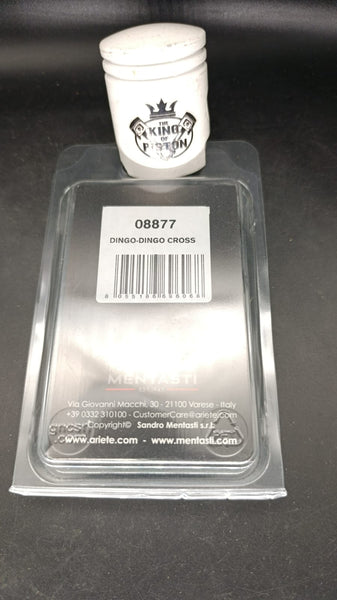 THE
KING
OF
PISTON
08877
DINGO-DINGO CROSS
MENTASTI
Via Giovanni Macchi, 30 - 21100 Varese - Italy
+39 0332 310100 - CustomerCare@ariete.com
Copyright© Sandro Mentasti s.r.l.
www.ariete.com - www.mentasti.com